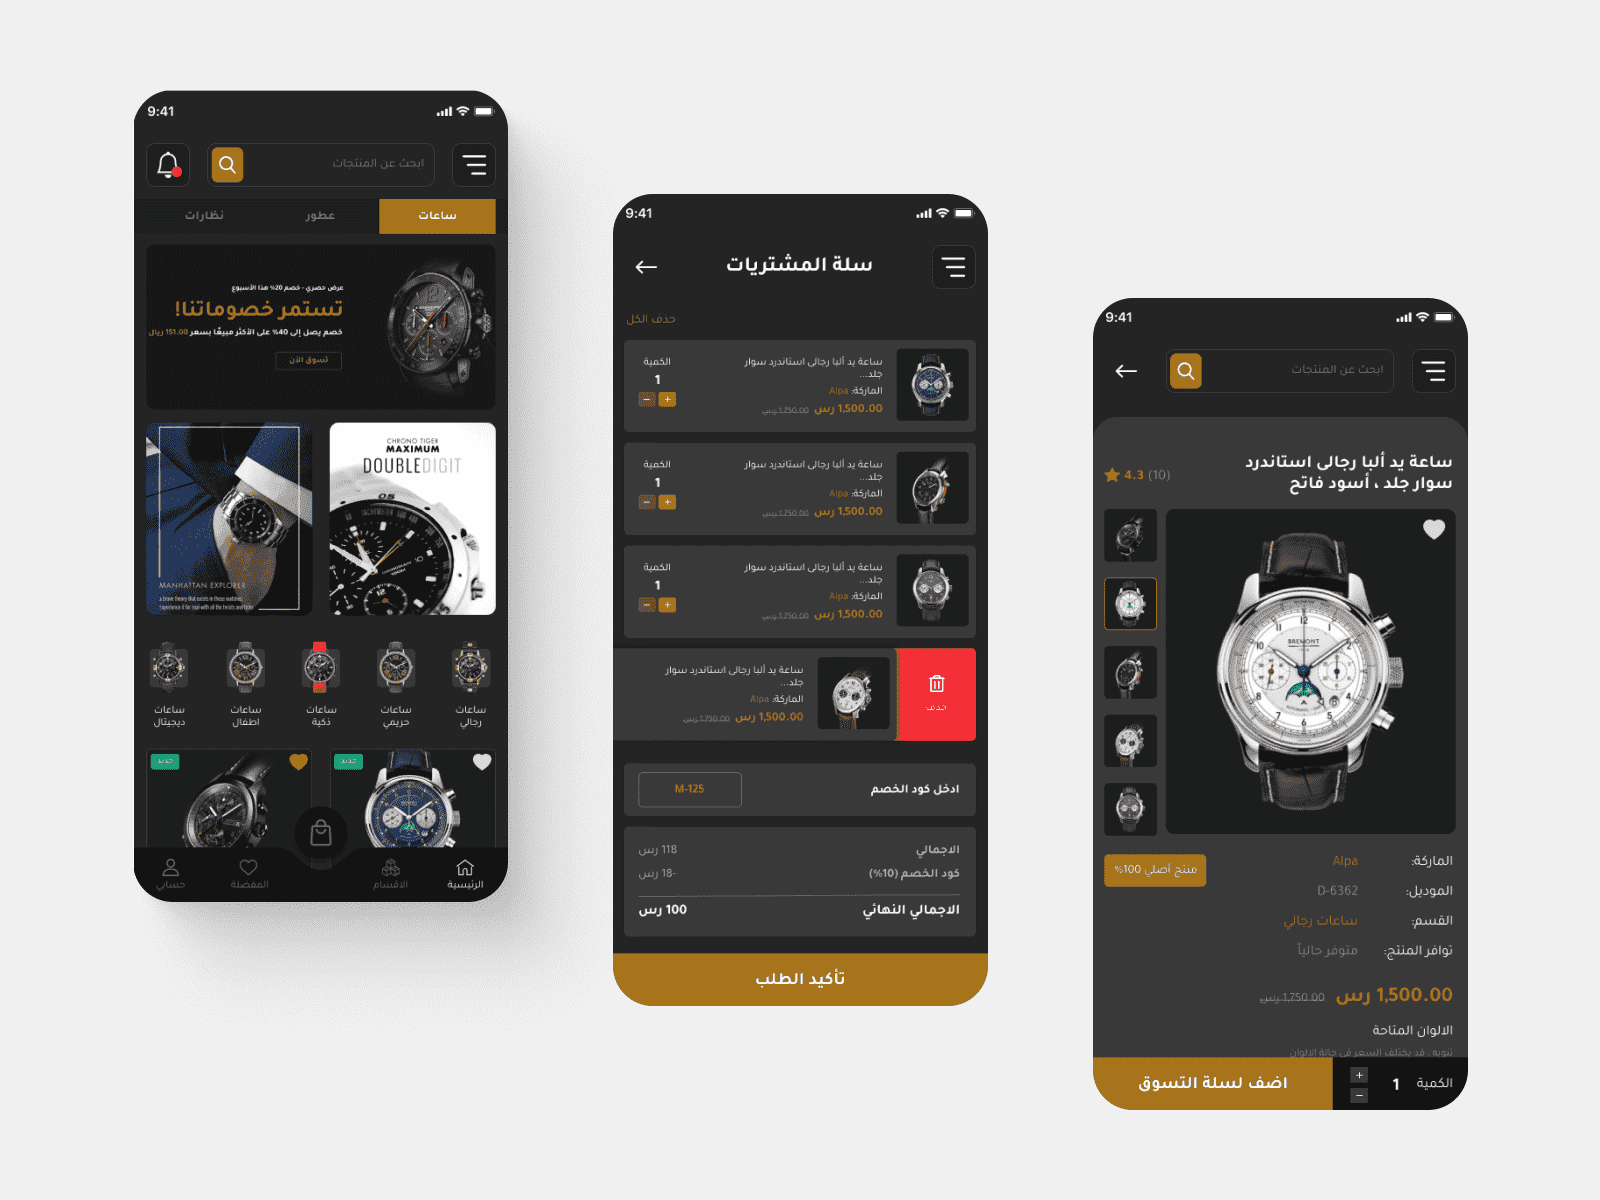 9:41
ابحث عن المنتجات
ساعات
عطور
نظارات
عرض حصري - خصم 20% هذا الأسبوع
تستمر خصوماتنا!
خصم يصل إلى 40% على الأكثر مبيعًا بسعر 151.00 ريال
تسوق الآن
CHRONO TIGER
MAXIMUM
DOUBLEDIGIT
MANHATTAN EXPLORER
ساعات
رجالي
ساعات
حريمي
ساعات
ذكية
ساعات
اطفال
ساعات
ديجيتال
جديد
جديد
الرئيسية
الاقسام
المفضلة
حسابي
9:41
سلة المشتريات
حذف الكل
ساعة يد ألبا رجالى استاندرد سوار
جلد...
الماركة: Alpa
1,500.00 رس 1,750.00 رس
الكمية
1
ساعة يد ألبا رجالى استاندرد سوار
جلد...
الماركة: Alpa
1,500.00 رس 1,750.00 رس
الكمية
1
ساعة يد ألبا رجالى استاندرد سوار
جلد...
الماركة: Alpa
1,500.00 رس 1,750.00 رس
الكمية
1
حذف
ساعة يد ألبا رجالى استاندرد سوار
جلد...
الماركة: Alpa
1,500.00 رس 1,750.00 رس
ادخل كود الخصم
M-125
الاجمالي 118 رس
كود الخصم (10%) -18 رس
الاجمالي النهائي 100 رس
تأكيد الطلب
9:41
ابحث عن المنتجات
ساعة يد ألبا رجالى استاندرد
سوار جلد ، أسود فاتح
4.3 (10)
BREMONT
الماركة: Alpa
منتج أصلي 100%
الموديل: D-6362
القسم: ساعات رجالي
توافر المنتج: متوفر حالياً
1,500.00 رس 1,750.00 رس
الالوان المتاحة
تنويه : قد يختلف السعر في حالة الالوان
الكمية 1
اضف لسلة التسوق